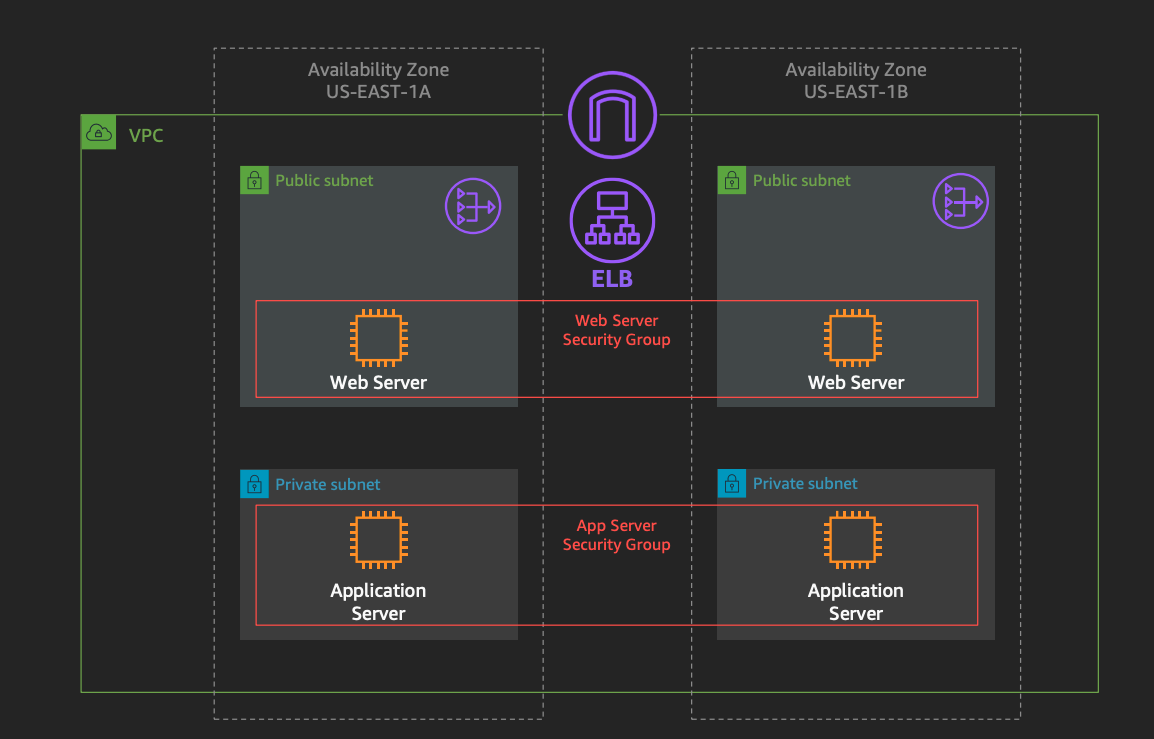 Availability Zone
US-EAST-1A
Availability Zone
US-EAST-1B
VPC
Public subnet
Public subnet
ELB
Web Server
Security Group
Web Server
Web Server
Private subnet
Private subnet
App Server
Security Group
Application
Server
Application
Server